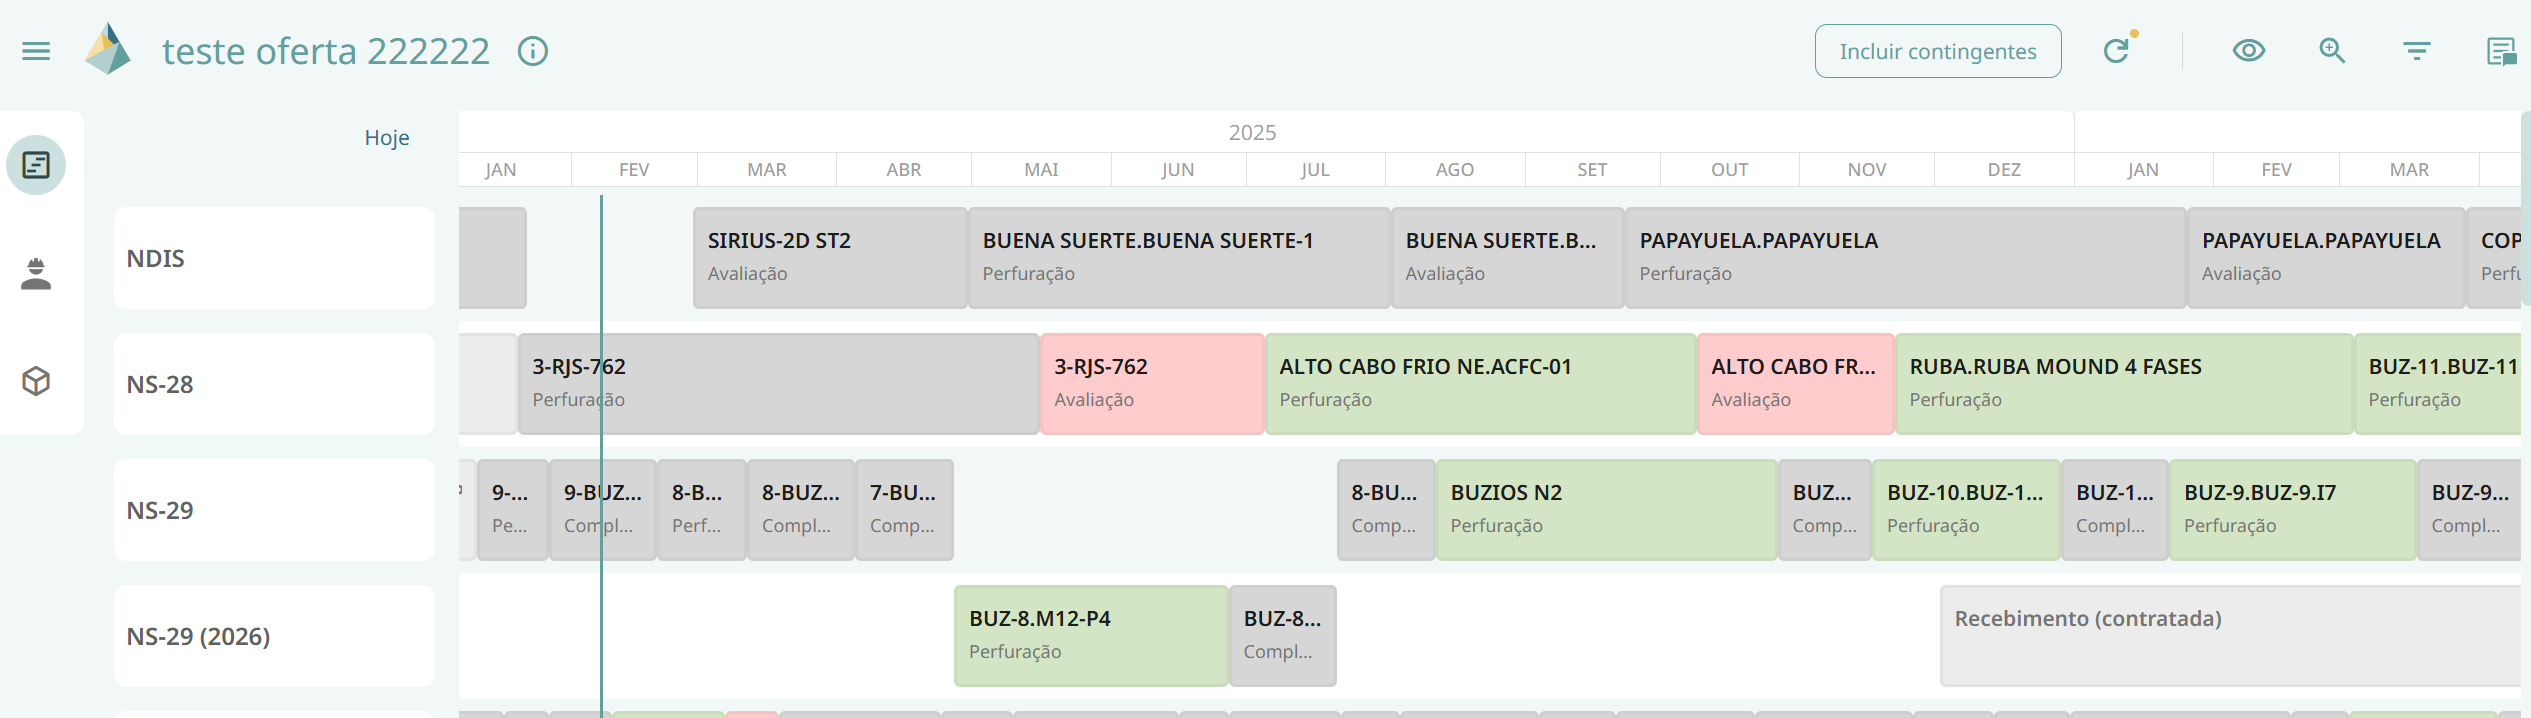 teste oferta 222222
Incluir contingentes
Hoje
2025
JAN FEV MAR ABR MAI JUN JUL AGO SET OUT NOV DEZ JAN FEV MAR
NDIS
SIRIUS-2D ST2
Avaliação
BUENA SUERTE.BUENA SUERTE-1
Perfuração
BUENA SUERTE.B...
Avaliação
PAPAYUELA.PAPAYUELA
Perfuração
PAPAYUELA.PAPAYUELA
Avaliação
COP
Perfu
NS-28
3-RJS-762
Perfuração
3-RJS-762
Avaliação
ALTO CABO FRIO NE.ACFC-01
Perfuração
ALTO CABO FR...
Avaliação
RUBA.RUBA MOUND 4 FASES
Perfuração
BUZ-11.BUZ-11
Perfuração
NS-29
9-...
Pe...
9-BUZ...
Compl...
8-B...
Perf...
8-BUZ...
Compl...
7-BU...
Comp...
8-BU...
Comp...
BUZIOS N2
Perfuração
BUZ...
Comp...
BUZ-10.BUZ-1...
Perfuração
BUZ-1...
Compl...
BUZ-9.BUZ-9.I7
Perfuração
BUZ-9...
Compl...
NS-29 (2026)
BUZ-8.M12-P4
Perfuração
BUZ-8...
Compl...
Recebimento (contratada)